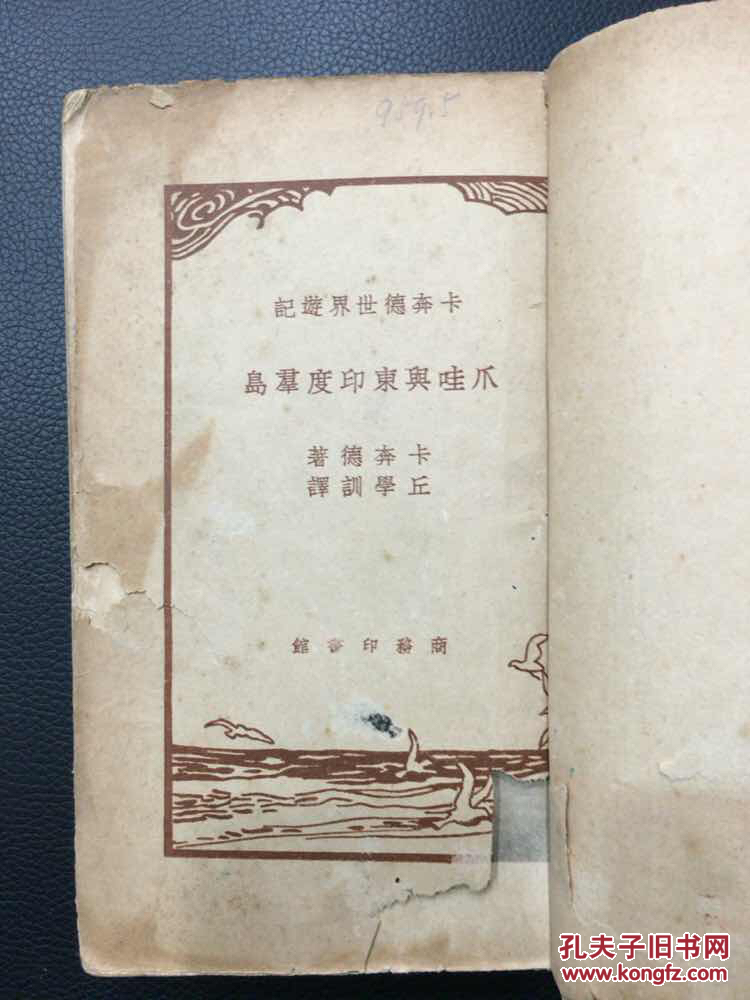 959.5
卡奔德世界遊記
爪哇與東印度羣島
卡奔德著
丘學訓譯
商務印書館
孔夫子旧书网
www.kongfz.com